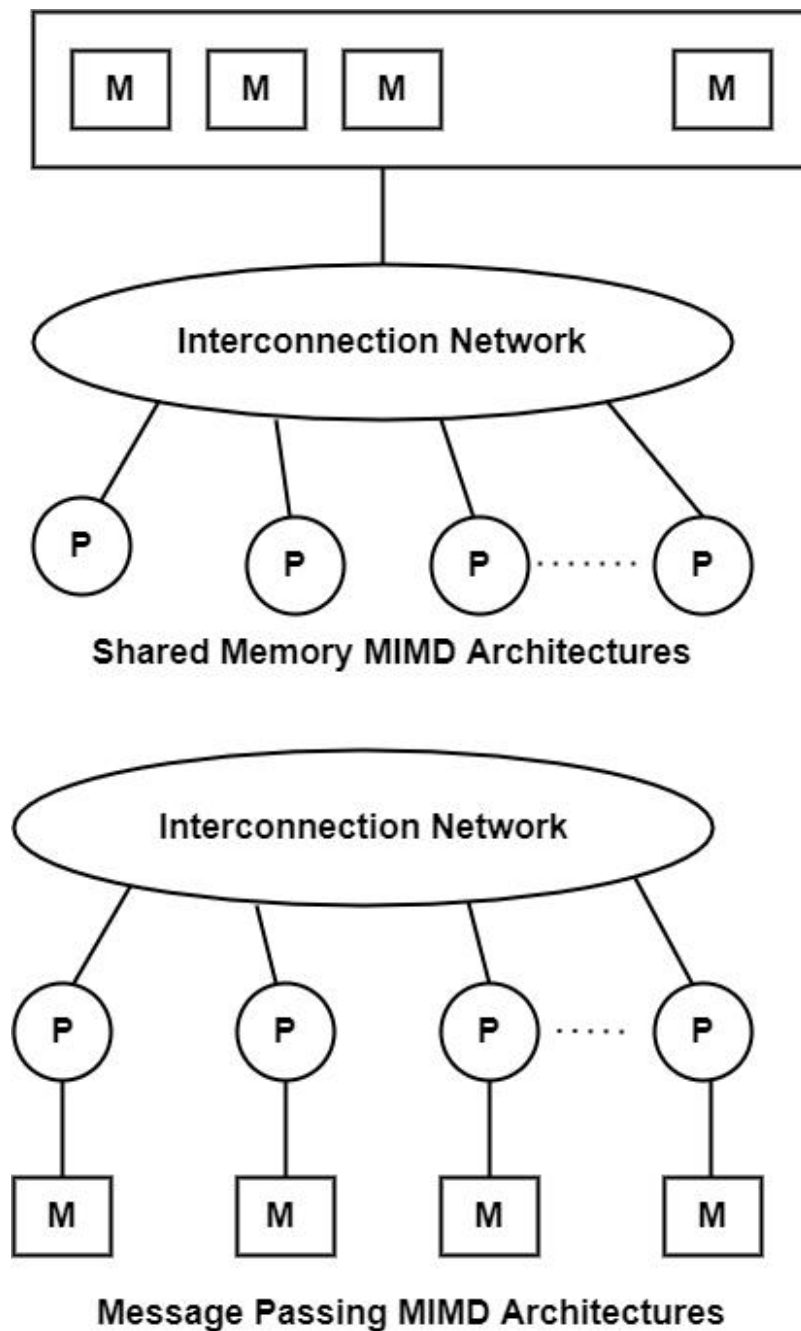 M M M M
Interconnection Network
P P P ....... P
Shared Memory MIMD Architectures
Interconnection Network
P P P ..... P
M M M M
Message Passing MIMD Architectures